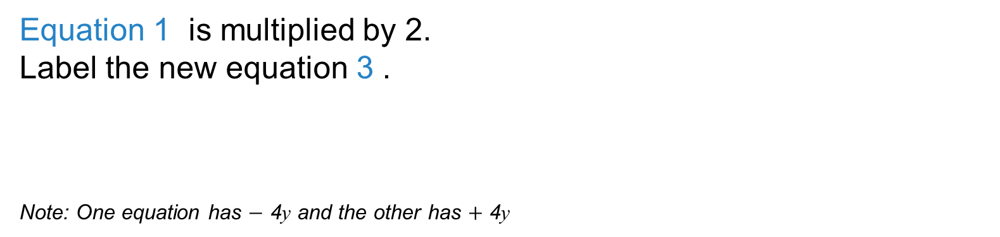 Equation 1 is multiplied by 2.
Label the new equation 3 .
Note: One equation has − 4y and the other has + 4y